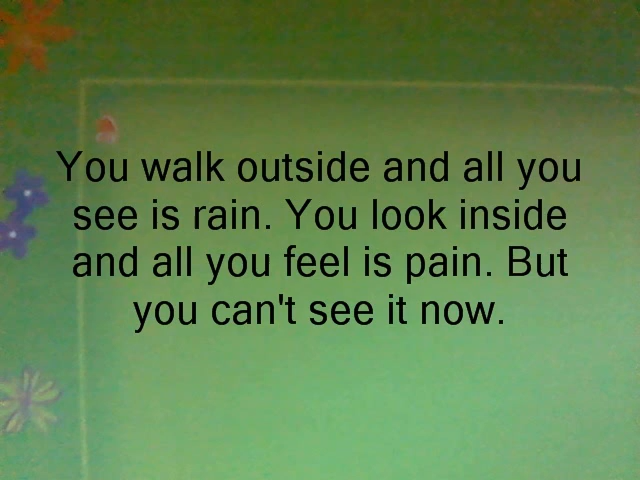 You walk outside and all you
see is rain. You look inside
and all you feel is pain. But
you can't see it now.